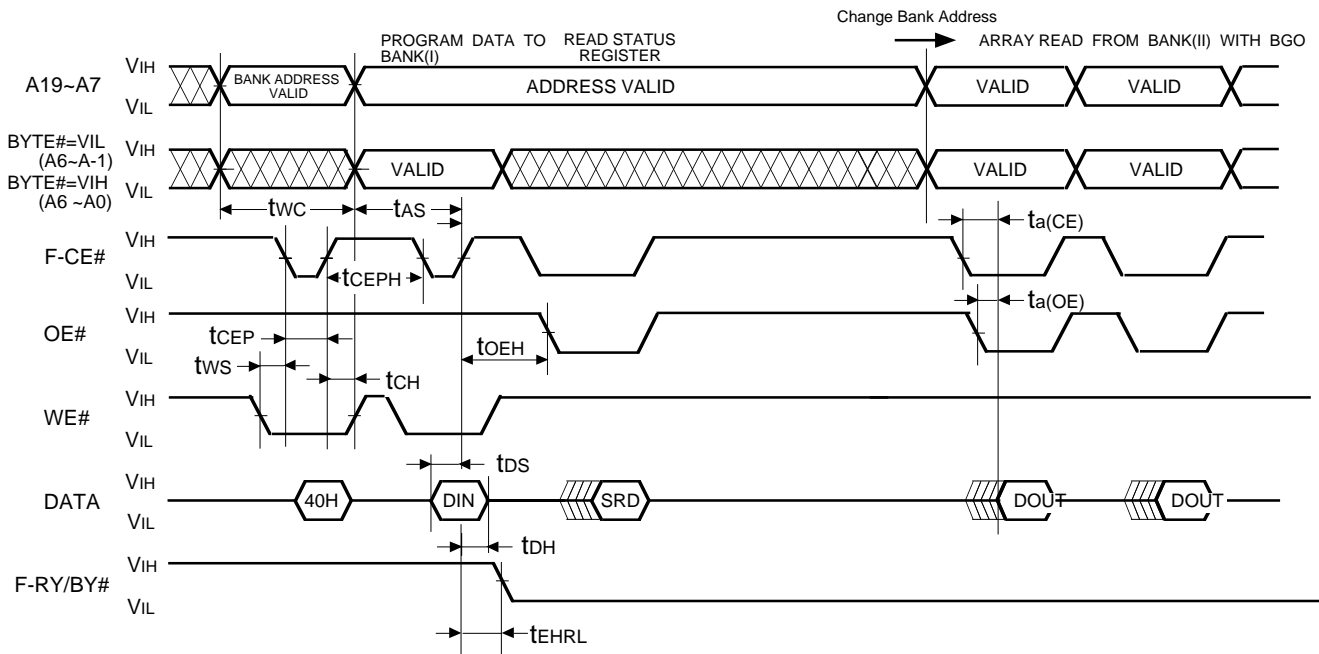 Change Bank Address
PROGRAM DATA TO BANK(I)
READ STATUS REGISTER
ARRAY READ FROM BANK(II) WITH BGO
A19~A7
VIH
VIL
BANK ADDRESS VALID
ADDRESS VALID
VALID
VALID
BYTE#=VIL
(A6~A-1)
BYTE#=VIH
(A6 ~A0)
VIH
VIL
VALID
VALID
VALID
tWC
tAS
ta(CE)
F-CE#
VIH
VIL
tCEPH
ta(OE)
OE#
VIH
VIL
tCEP
tOEH
tWS
tCH
WE#
VIH
VIL
tDS
DATA
VIH
VIL
40H
DIN
SRD
DOUT
DOUT
tDH
F-RY/BY#
VIH
VIL
tEHRL